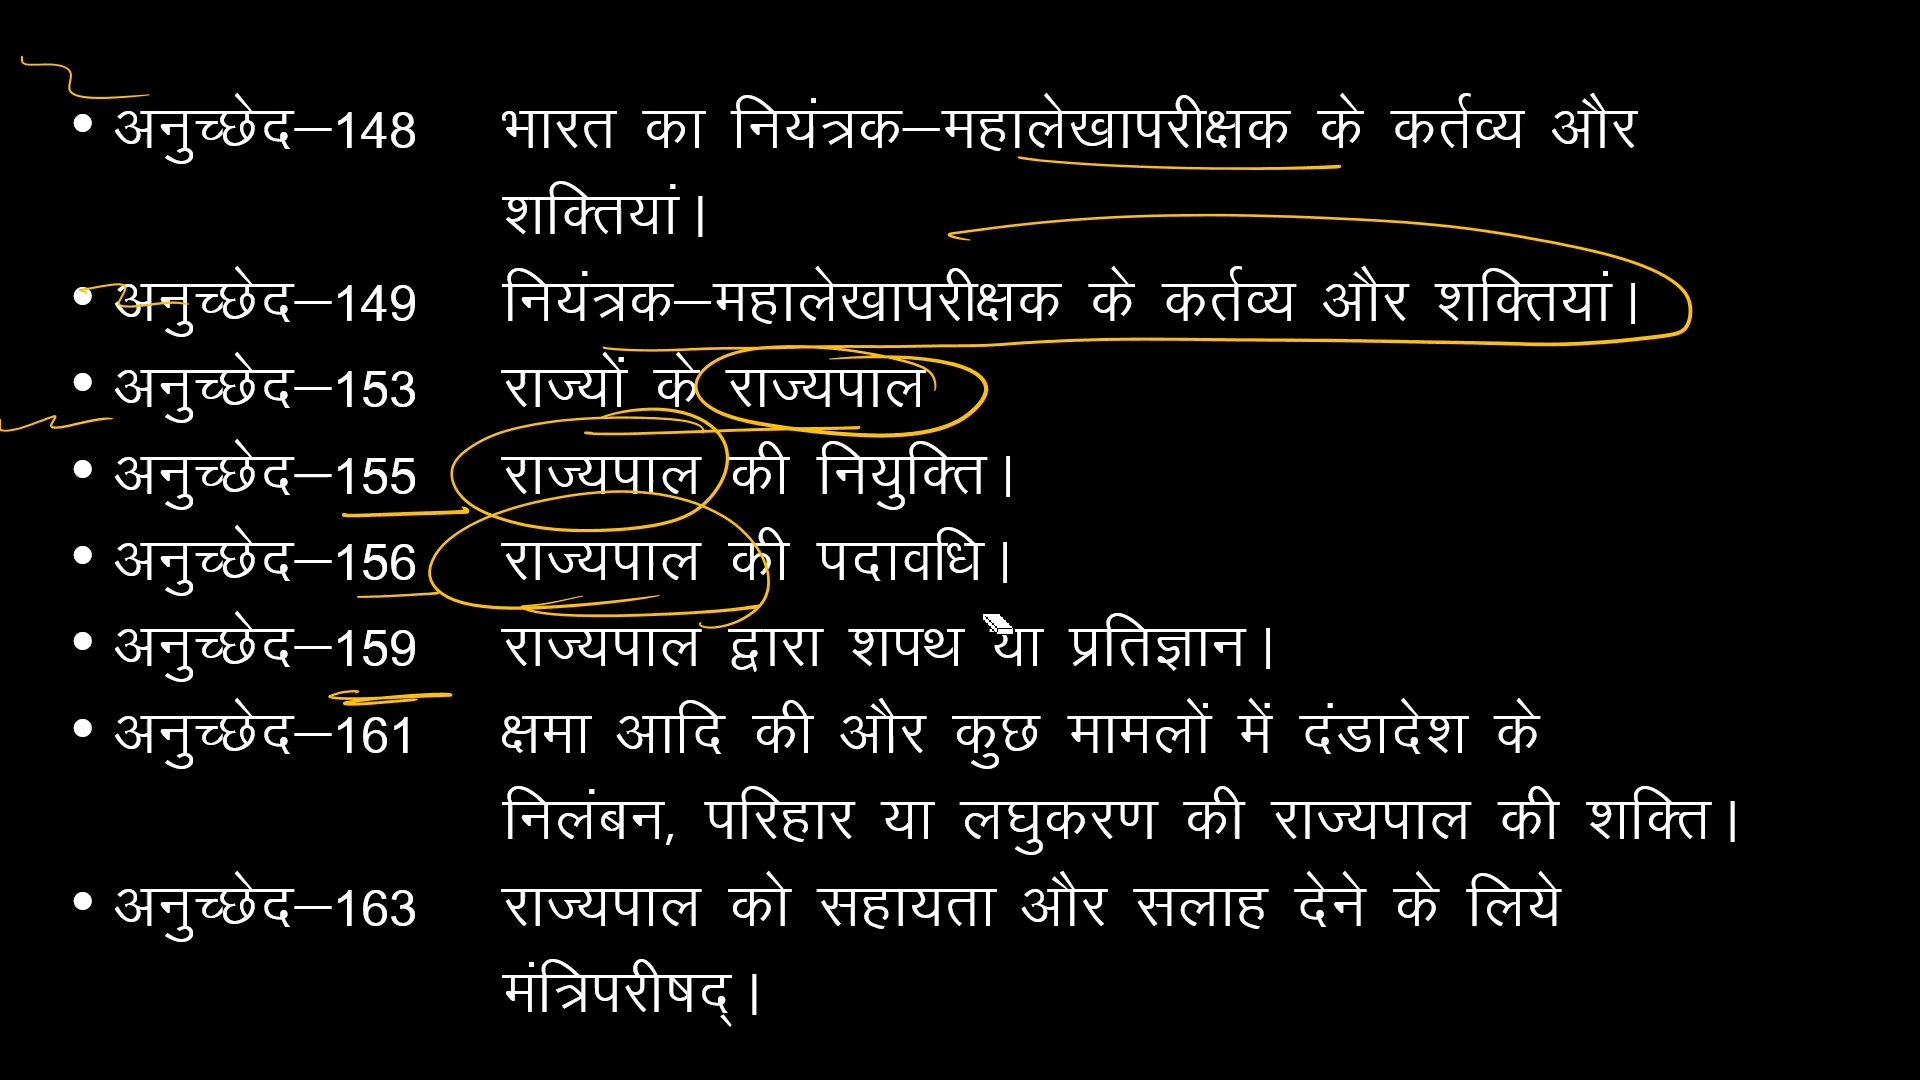 • अनुच्छेद–148 भारत का नियंत्रक–महालेखापरीक्षक के कर्तव्य और
शक्तियां।
• अनुच्छेद–149 नियंत्रक–महालेखापरीक्षक के कर्तव्य और शक्तियां।
• अनुच्छेद–153 राज्यों के राज्यपाल
• अनुच्छेद–155 राज्यपाल की नियुक्ति।
• अनुच्छेद–156 राज्यपाल की पदावधि।
• अनुच्छेद–159 राज्यपाल द्वारा शपथ या प्रतिज्ञान।
• अनुच्छेद–161 क्षमा आदि की और कुछ मामलों में दंडादेश के
निलंबन, परिहार या लघुकरण की राज्यपाल की शक्ति।
• अनुच्छेद–163 राज्यपाल को सहायता और सलाह देने के लिये
मंत्रिपरीषद्।